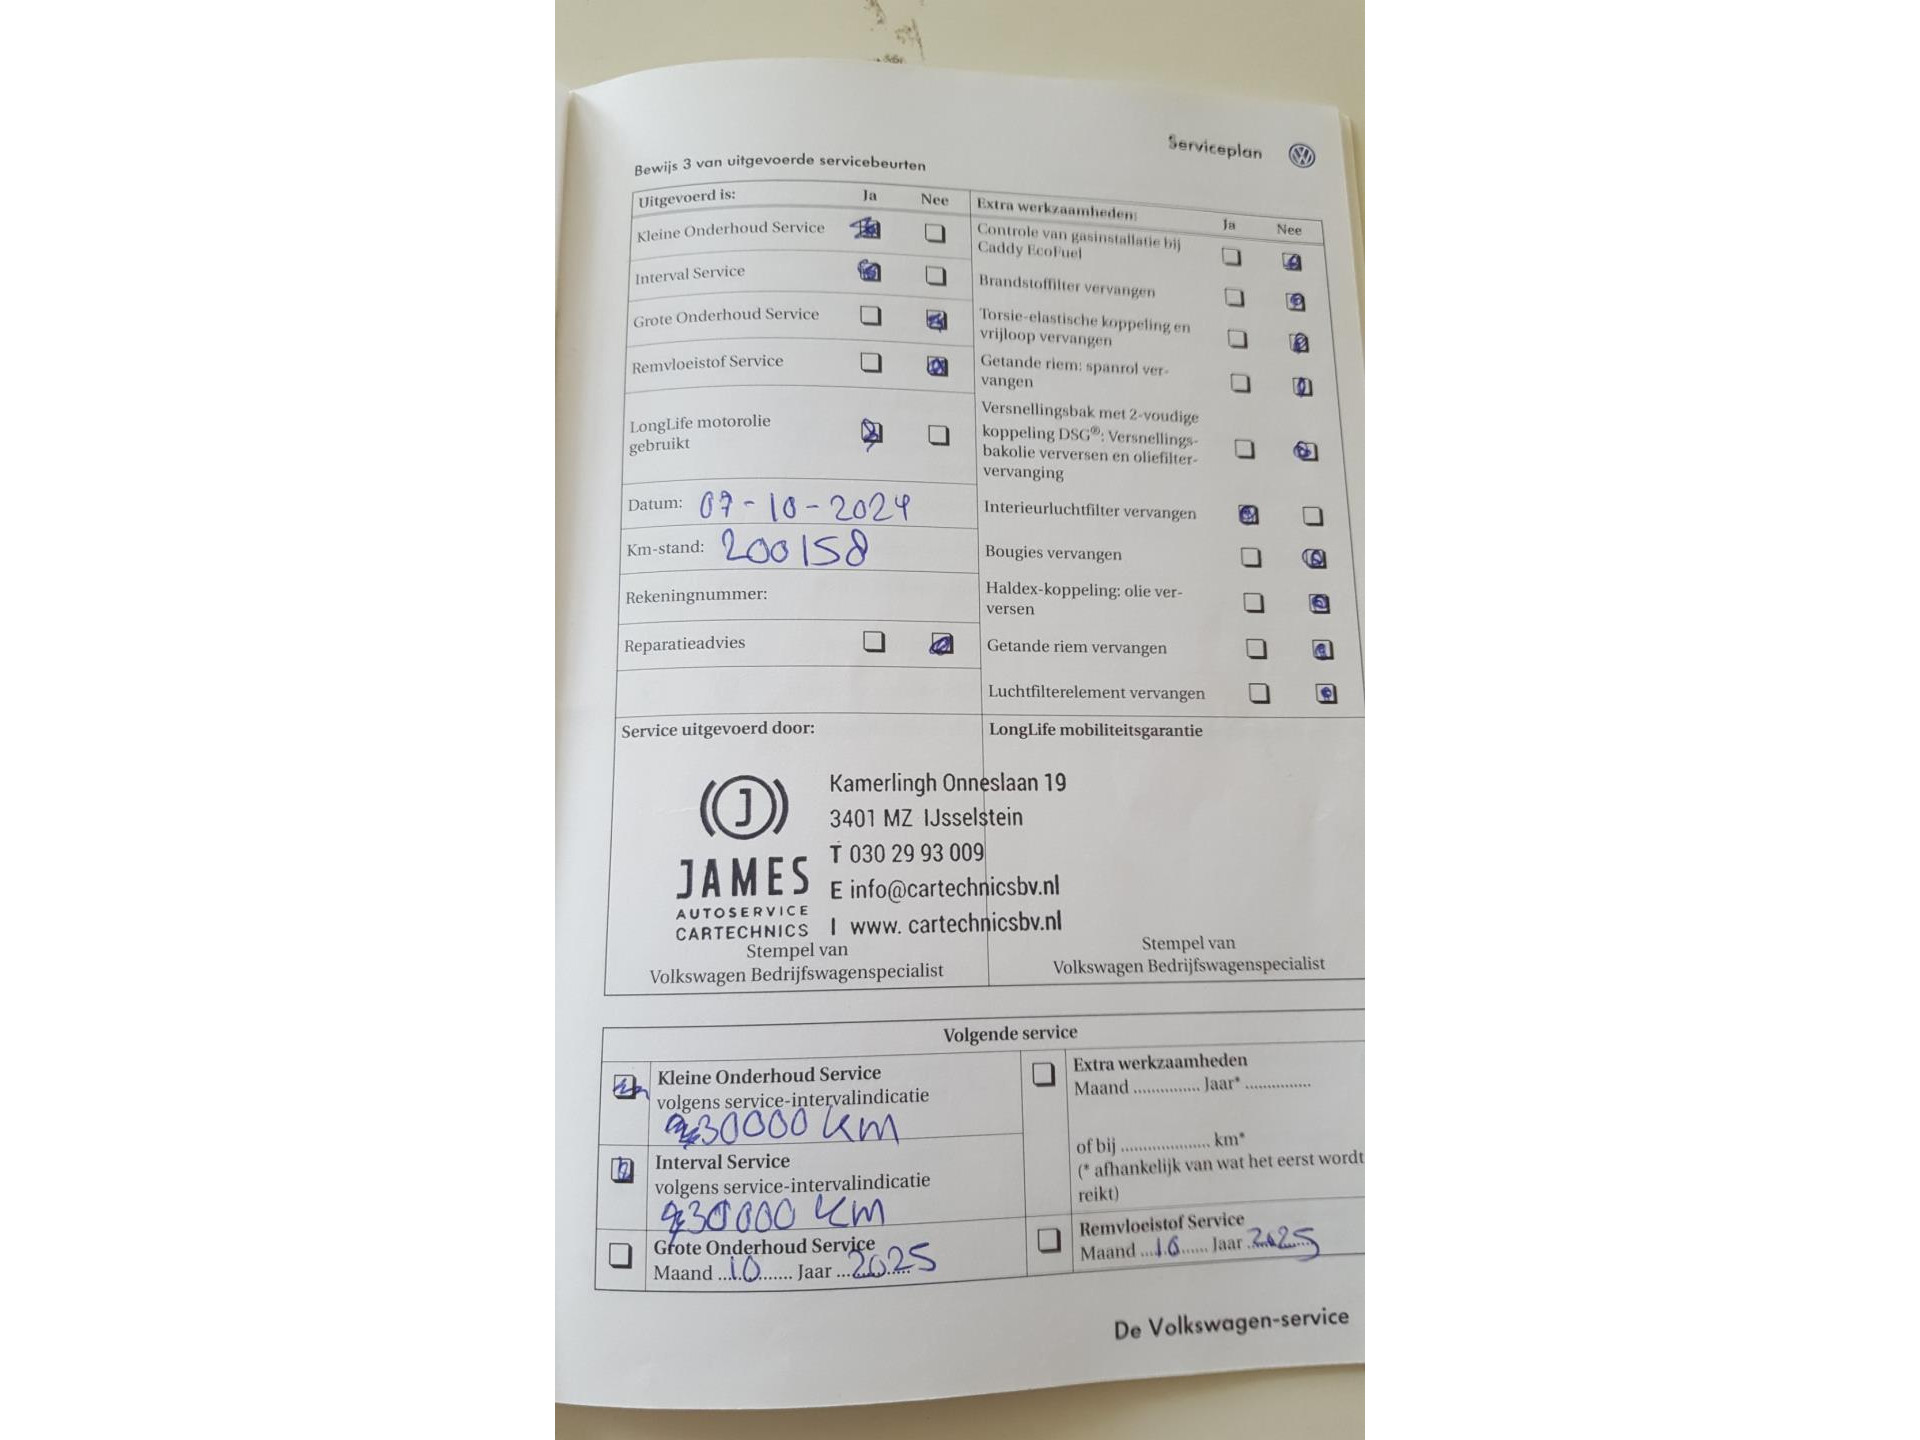 Serviceplan
Bewijs 3 van uitgevoerde servicebeurten
Uitgevoerd is: Ja Nee
Kleine Onderhoud Service
Interval Service
Grote Onderhoud Service
Remvloeistof Service
LongLife motorolie
gebruikt
Datum: 07-10-2024
Km-stand: 200158
Rekeningnummer:
Reparatieadvies
Extra werkzaamheden: Ja Nee
Controle van gasinstallatie bij
Caddy EcoFuel
Brandstoffilter vervangen
Torsie-elastische koppeling en
vrijloop vervangen
Getande riem: spanrol ver-
vangen
Versnellingsbak met 2-voudige
koppeling DSG®: Versnellings-
bakolie verversen en oliefilter-
vervanging
Interieurluchtfilter vervangen
Bougies vervangen
Haldex-koppeling: olie ver-
versen
Getande riem vervangen
Luchtfilterelement vervangen
Service uitgevoerd door:
J
JAMES
AUTOSERVICE
CARTECHNICS
Kamerlingh Onneslaan 19
3401 MZ IJsselstein
T 030 29 93 009
E info@cartechnicsbv.nl
I www. cartechnicsbv.nl
Stempel van
Volkswagen Bedrijfswagenspecialist
LongLife mobiliteitsgarantie
Stempel van
Volkswagen Bedrijfswagenspecialist
Volgende service
Kleine Onderhoud Service
volgens service-intervalindicatie
30000 km
Interval Service
volgens service-intervalindicatie
30000 km
Grote Onderhoud Service
Maand ...10....... Jaar ...2025
Extra werkzaamheden
Maand ............... Jaar* ...............
of bij .................... km*
(* afhankelijk van wat het eerst wordt
reikt)
Remvloeistof Service
Maand ....10...... Jaar ...2025
De Volkswagen-service